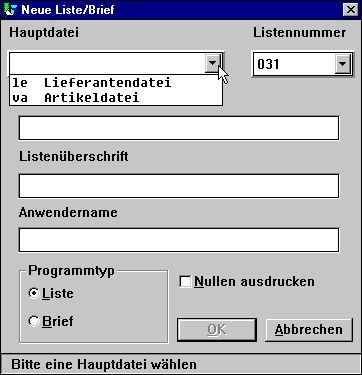 Neue Liste/Brief
Hauptdatei Listennummer
031
le Lieferantendatei
va Artikeldatei
Listenüberschrift
Anwendername
Programmtyp
Liste
Nullen ausdrucken
Brief
OK Abbrechen
Bitte eine Hauptdatei wählen